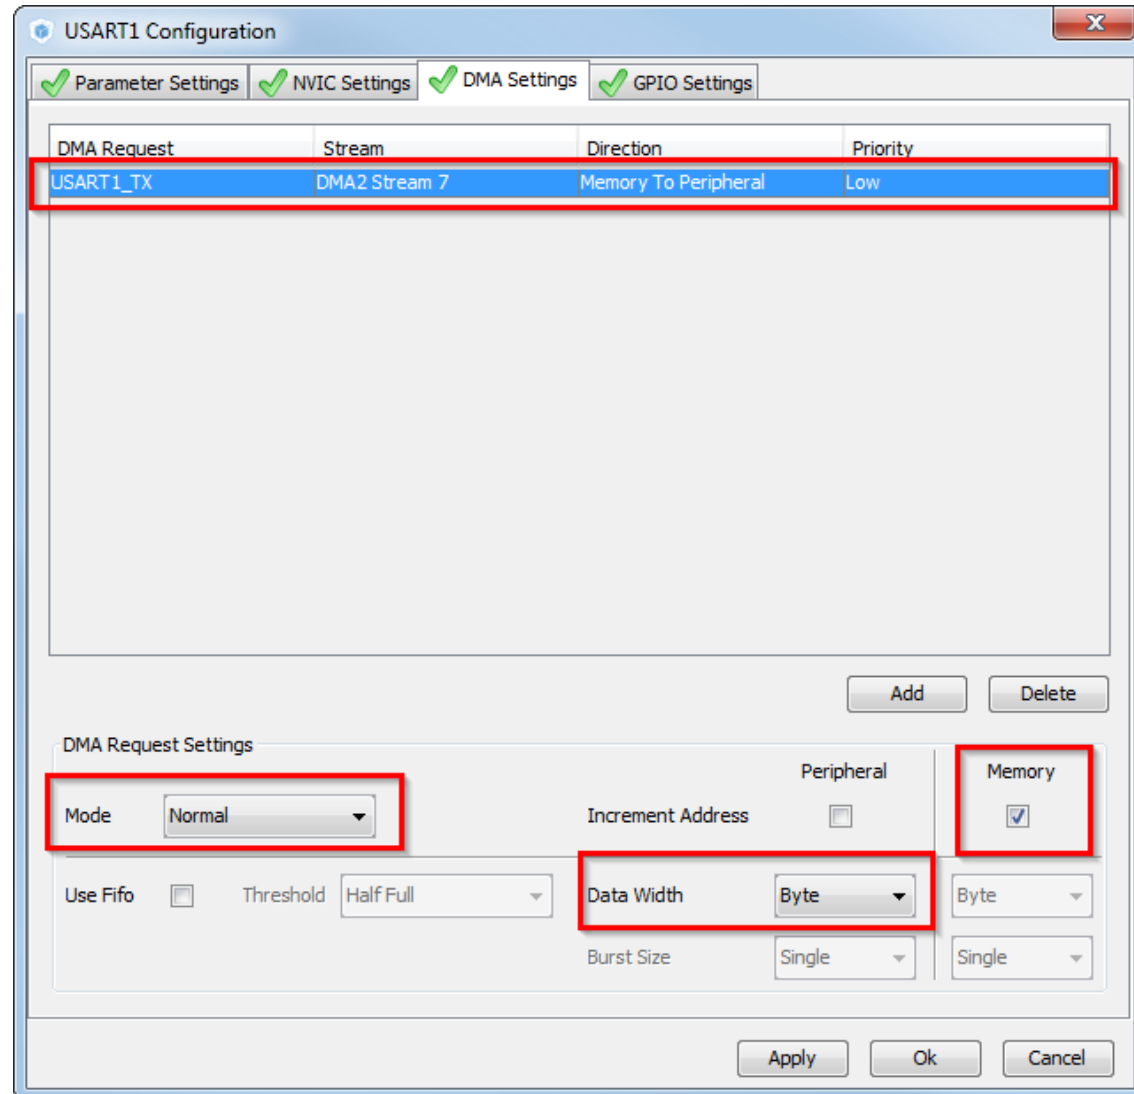 USART1 Configuration
Parameter Settings NVIC Settings DMA Settings GPIO Settings
DMA Request Stream Direction Priority
USART1_TX DMA2 Stream 7 Memory To Peripheral Low
Add Delete
DMA Request Settings
Peripheral Memory
Mode Normal Increment Address
Use Fifo Threshold Half Full Data Width Byte Byte
Burst Size Single Single
Apply Ok Cancel